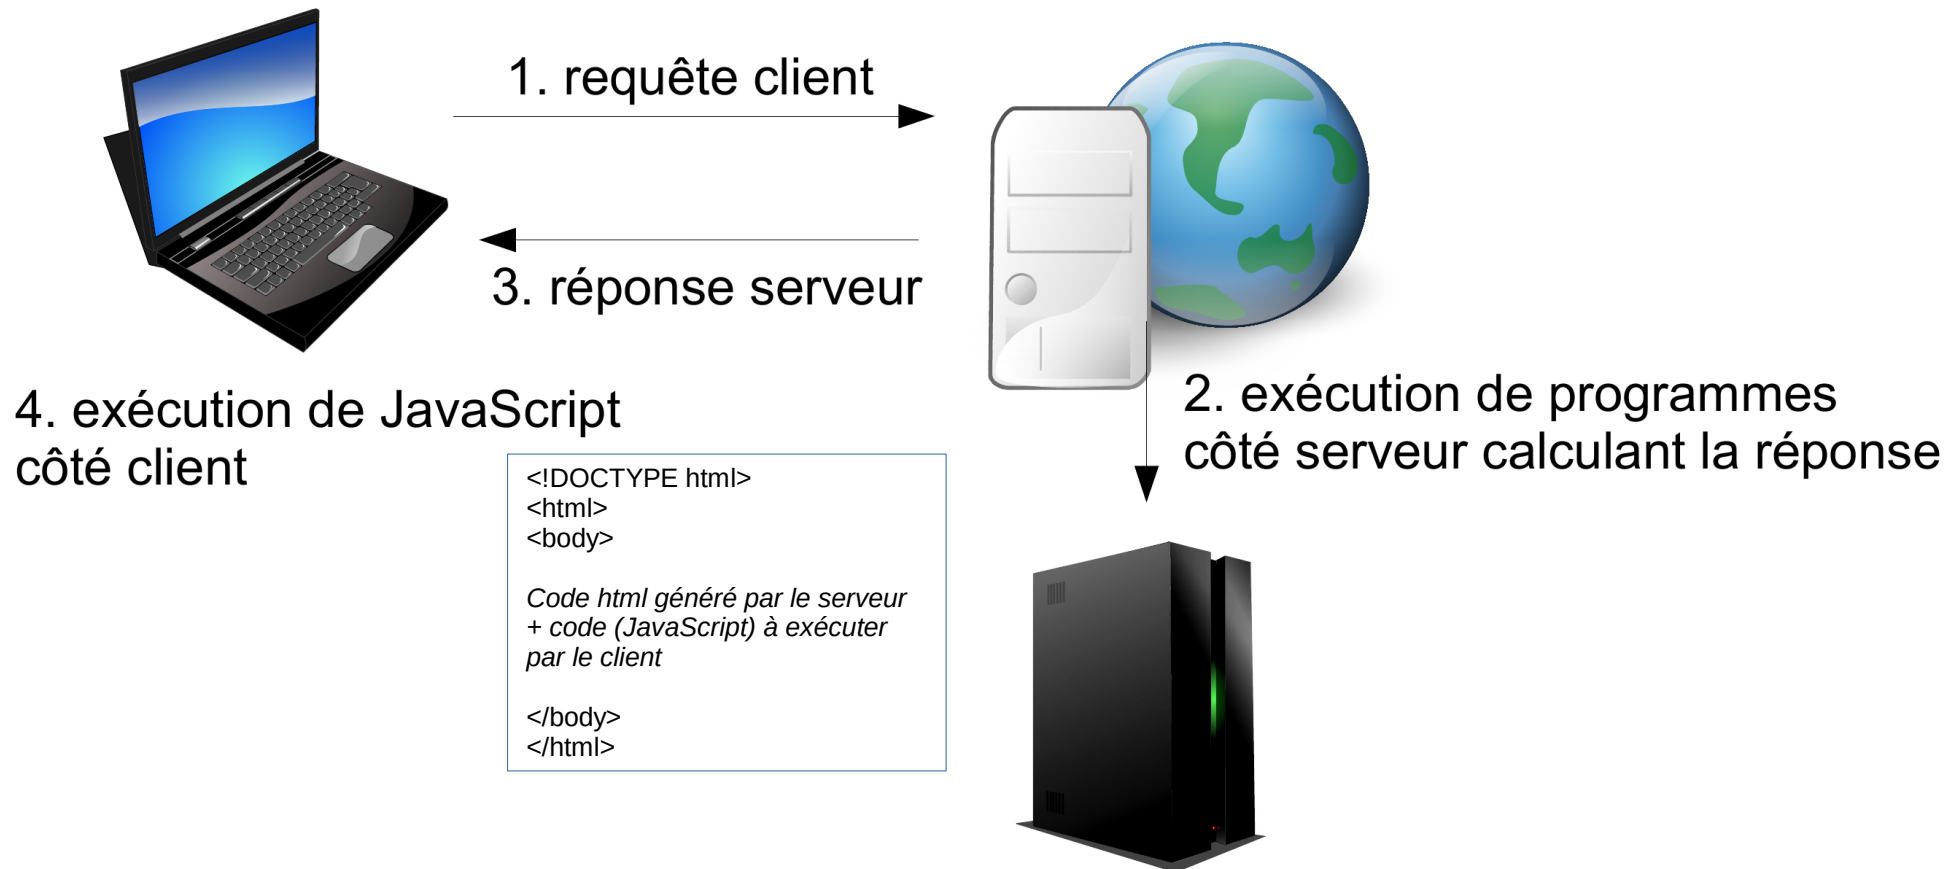 1. requête client
3. réponse serveur
2. exécution de programmes
côté serveur calculant la réponse
4. exécution de JavaScript
côté client
<!DOCTYPE html>
<html>
<body>
Code html généré par le serveur
+ code (JavaScript) à exécuter
par le client
</body>
</html>